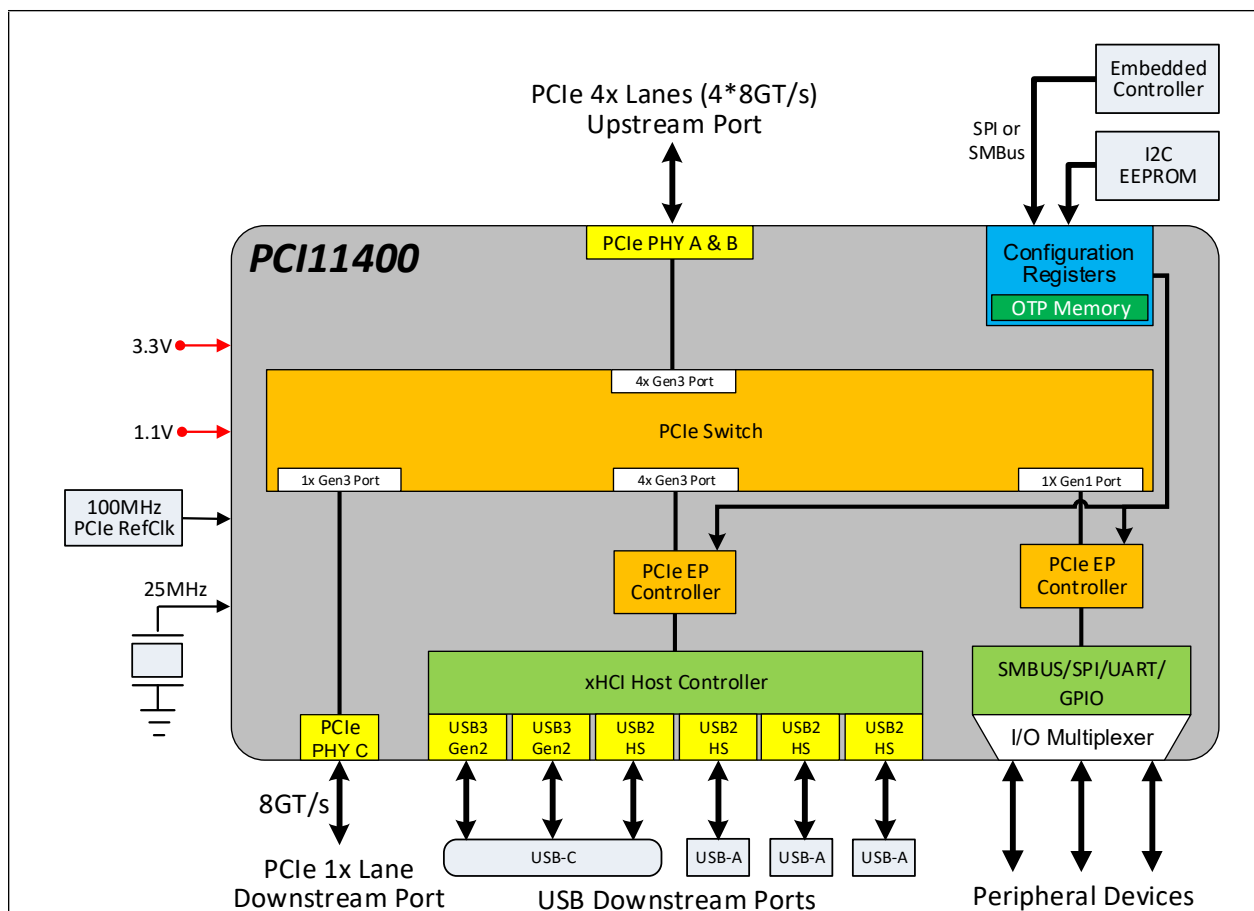 PCIe 4x Lanes (4*8GT/s)
Upstream Port
Embedded
Controller
SPI or
SMBus
I2C
EEPROM
PCI11400
PCIe PHY A & B
Configuration
Registers
OTP Memory
3.3V
4x Gen3 Port
1.1V
PCIe Switch
1x Gen3 Port
4x Gen3 Port
1X Gen1 Port
100MHz
PCIe RefClk
PCIe EP
Controller
PCIe EP
Controller
25MHz
xHCI Host Controller
SMBUS/SPI/UART/
GPIO
PCIe
PHY C
USB3
Gen2
USB3
Gen2
USB2
HS
USB2
HS
USB2
HS
USB2
HS
I/O Multiplexer
8GT/s
USB-C
USB-A
USB-A
USB-A
PCIe 1x Lane
Downstream Port
USB Downstream Ports
Peripheral Devices